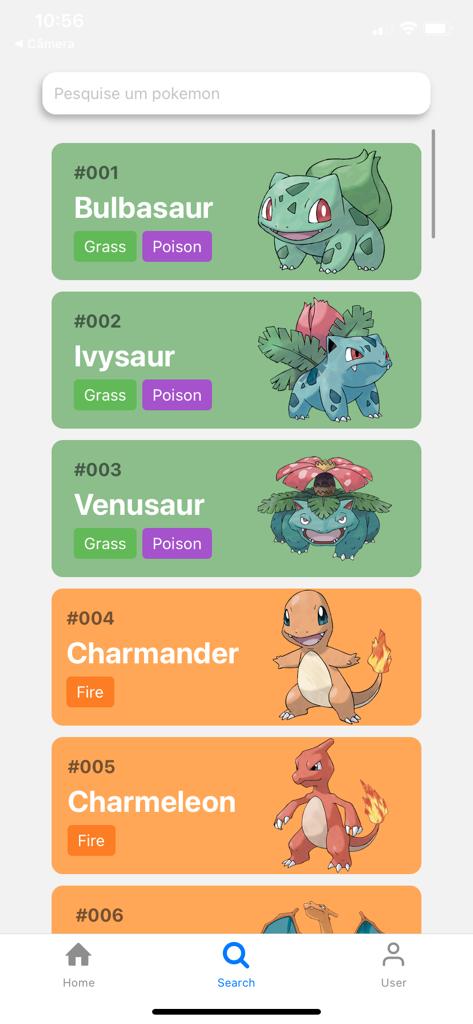 10:56
◀ Câmera
Pesquise um pokemon
#001
Bulbasaur
Grass Poison
#002
Ivysaur
Grass Poison
#003
Venusaur
Grass Poison
#004
Charmander
Fire
#005
Charmeleon
Fire
#006
Home Search User